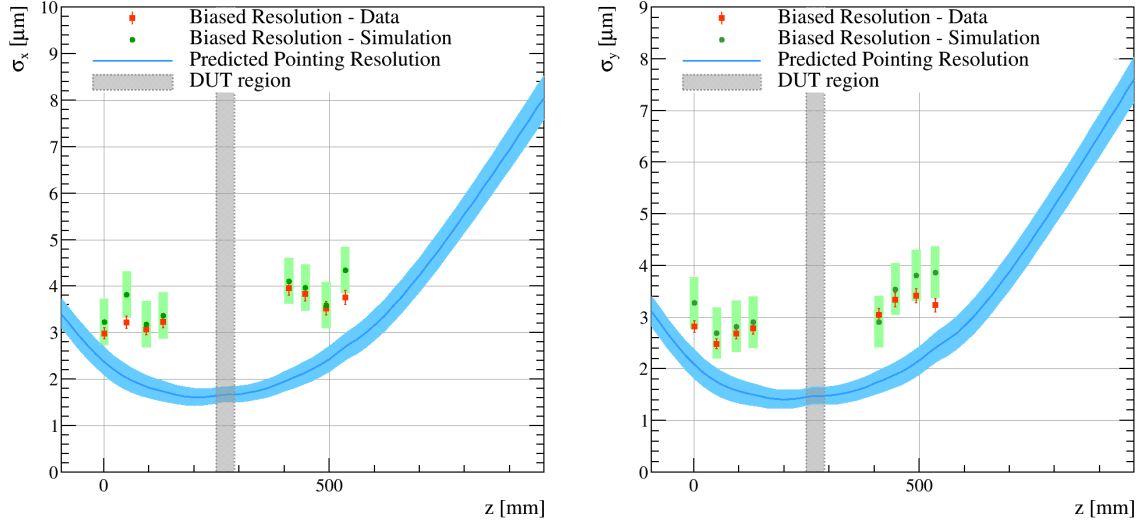 σx [μm]
10
9
8
7
6
5
4
3
2
1
0
Biased Resolution - Data
Biased Resolution - Simulation
Predicted Pointing Resolution
DUT region
0
500
z [mm]
σy [μm]
9
8
7
6
5
4
3
2
1
0
Biased Resolution - Data
Biased Resolution - Simulation
Predicted Pointing Resolution
DUT region
0
500
z [mm]